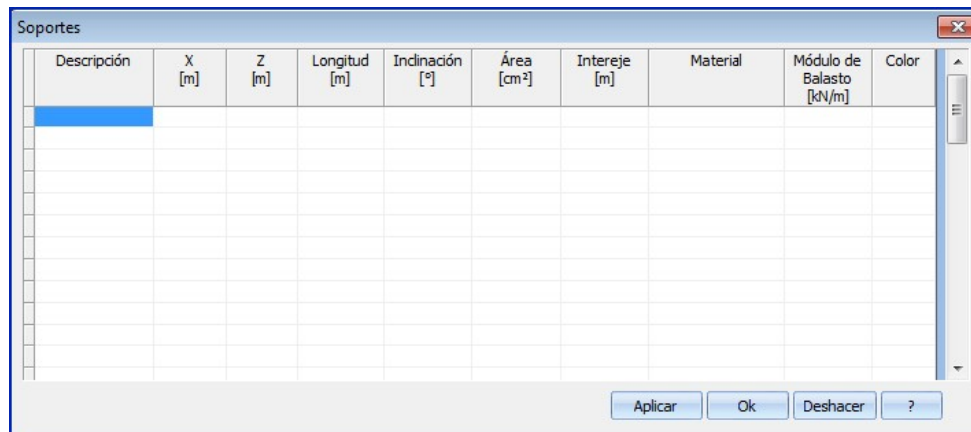 Soportes
Descripción X Z Longitud Inclinación Área Intereje Material Módulo de Color
[m] [m] [m] [º] [cm²] [m] Balasto
[kN/m]
Aplicar Ok Deshacer ?